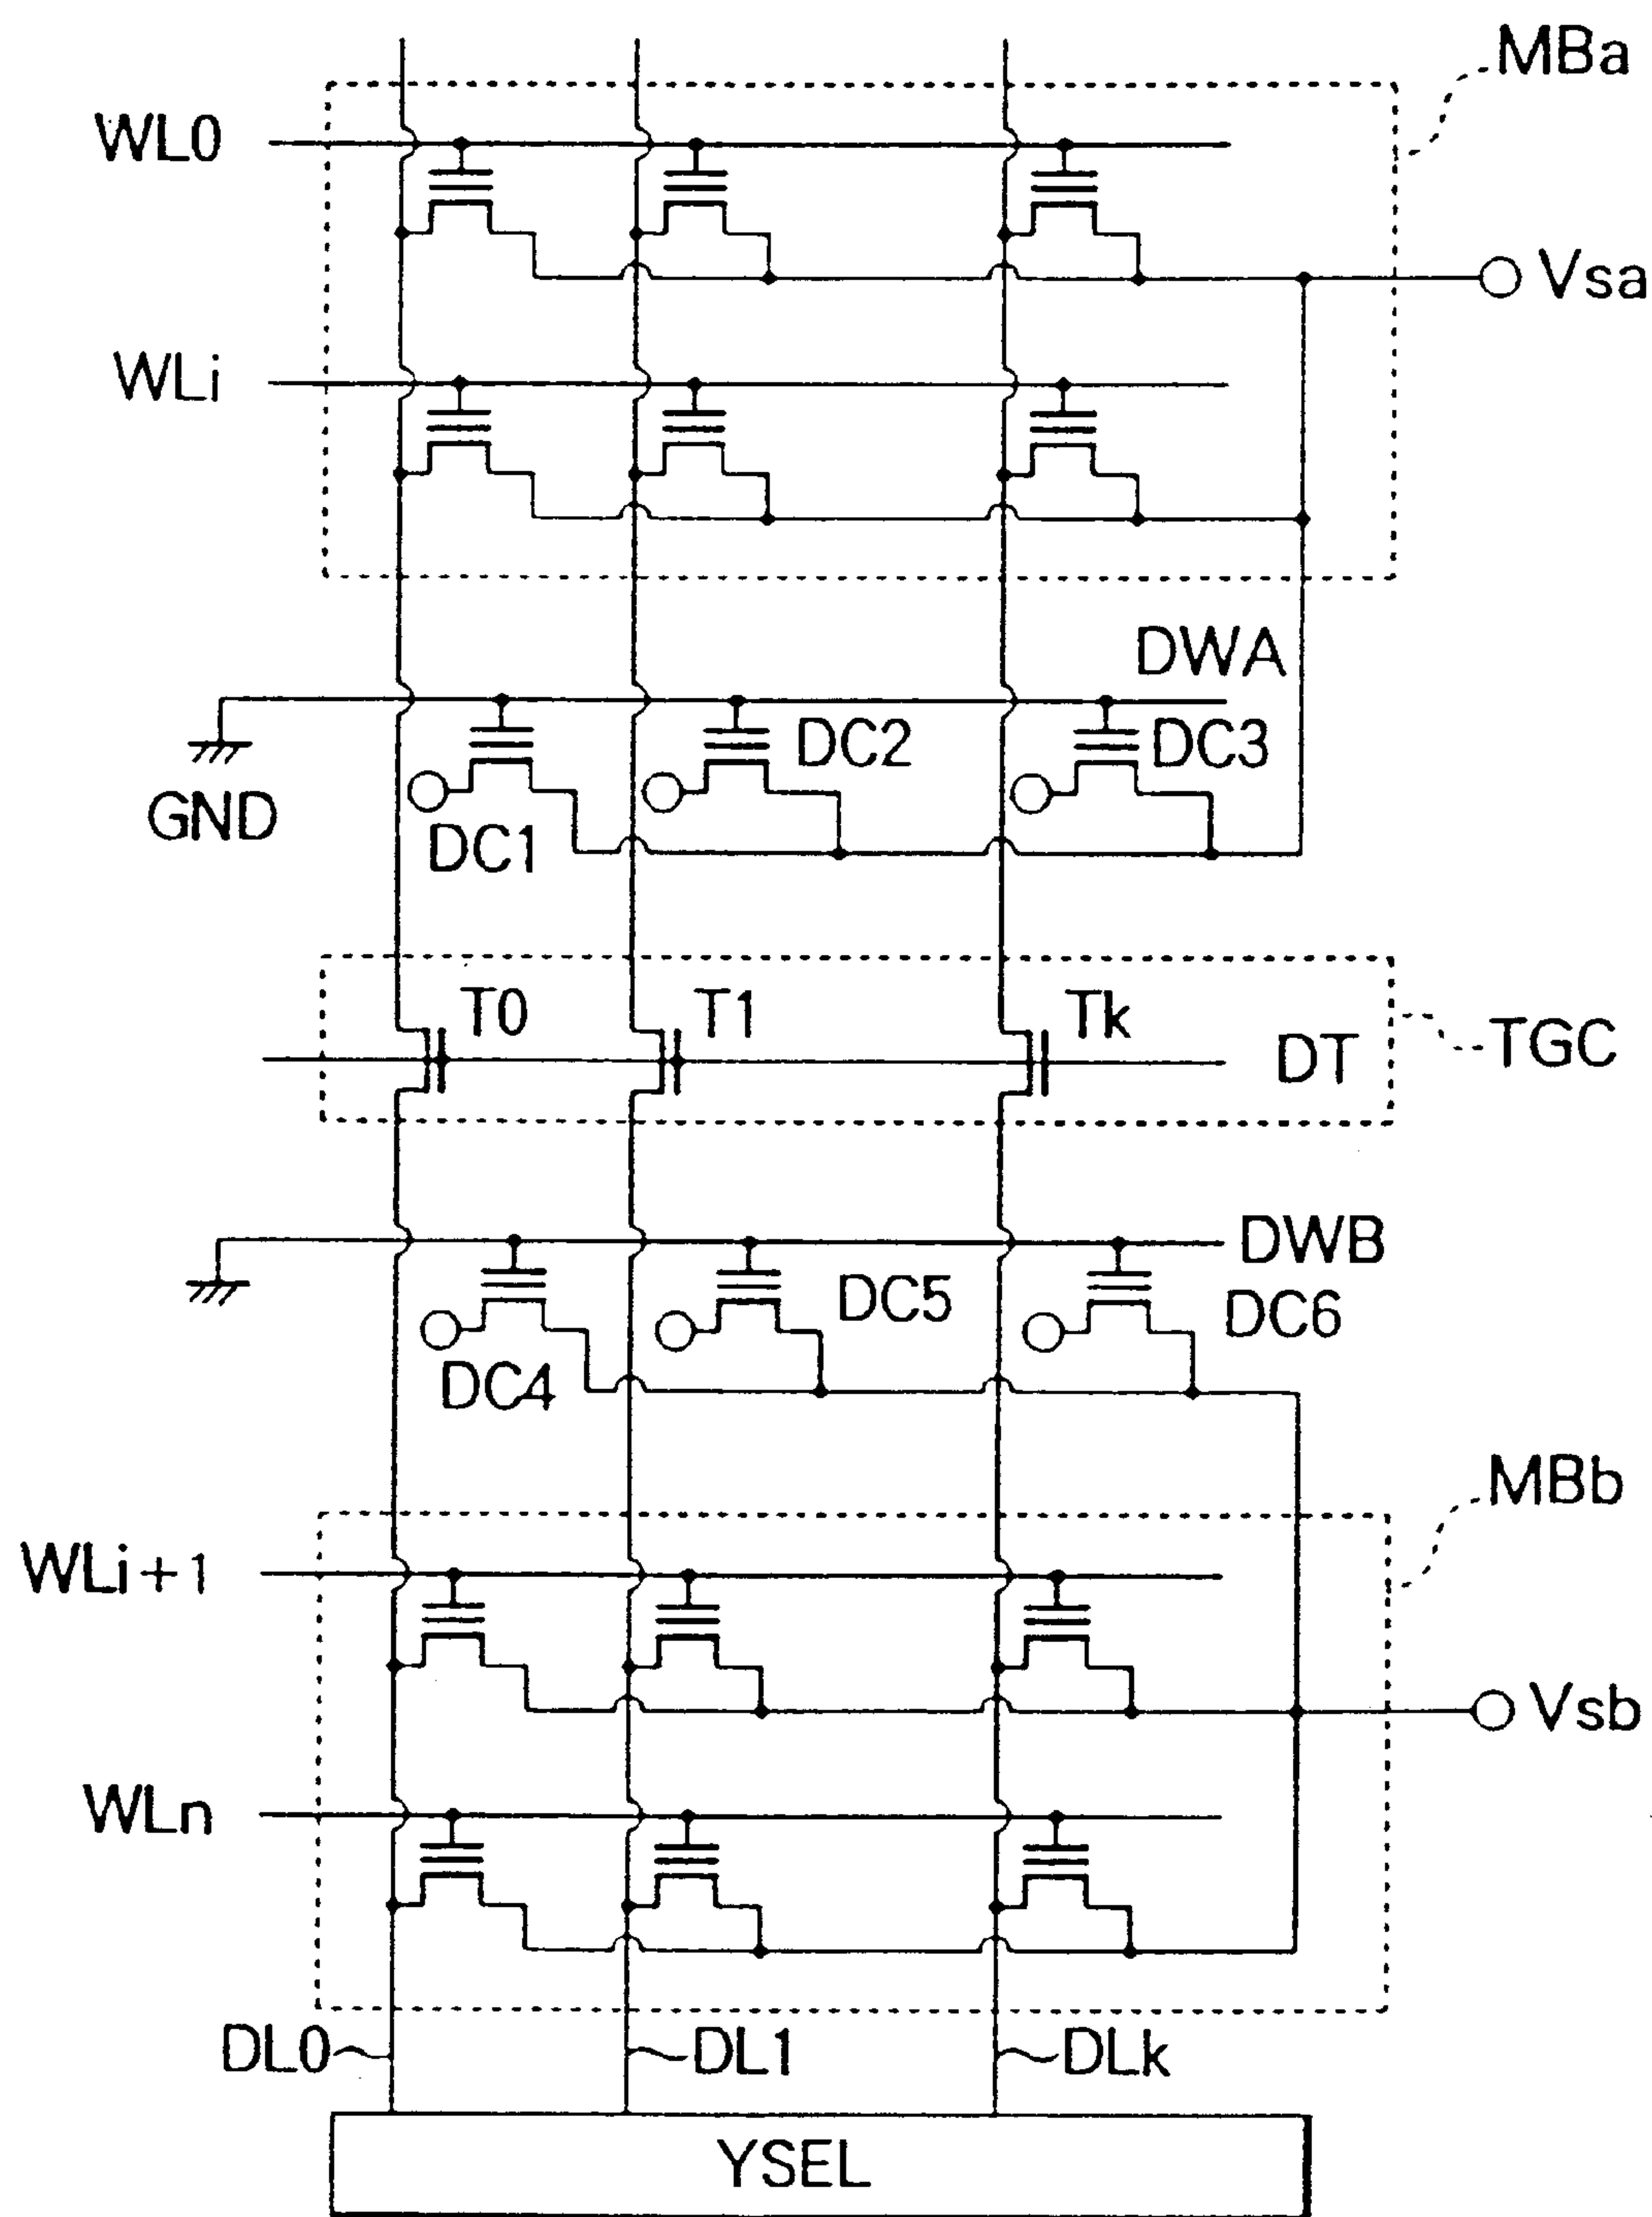 MBa
WL0
Vsa
WLi
DWA
DC2
DC3
GND
DC1
T0
T1
Tk
DT
TGC
DWB
DC5
DC6
DC4
MBb
WLi+1
Vsb
WLn
DL0
DL1
DLk
YSEL